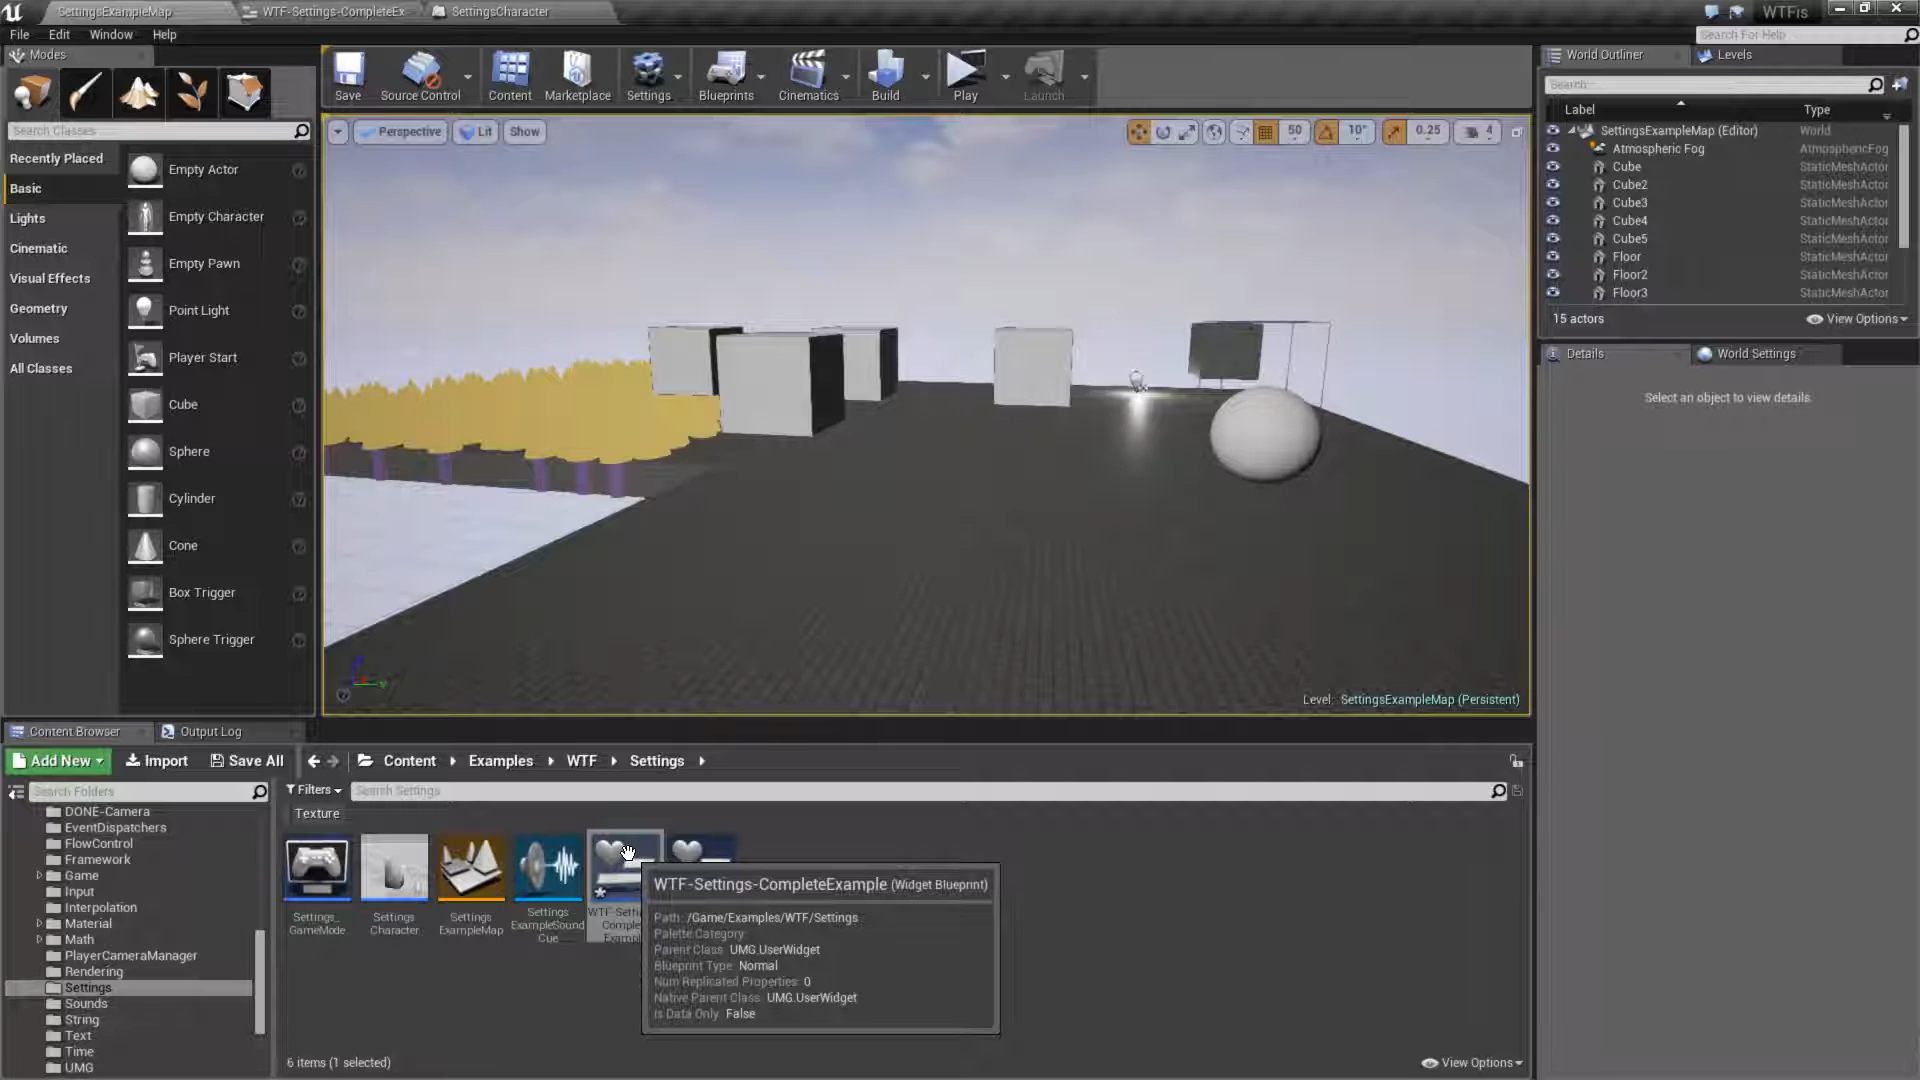 SettingsExampleMap
WTF-Settings-CompleteEx
SettingsCharacter
WTFis
File Edit Window Help
Search For Help
Modes
Save
Source Control
Content
Marketplace
Settings
Blueprints
Cinematics
Build
Play
Launch
World Outliner
Levels
Search Classes
Search...
Perspective Lit Show
50 10° 0.25 4
Label Type
SettingsExampleMap (Editor) World
Atmospheric Fog AtmosphericFog
Cube StaticMeshActor
Cube2 StaticMeshActor
Cube3 StaticMeshActor
Cube4 StaticMeshActor
Cube5 StaticMeshActor
Floor StaticMeshActor
Floor2 StaticMeshActor
Floor3 StaticMeshActor
15 actors
View Options
Details
World Settings
Select an object to view details.
Recently Placed
Basic
Lights
Cinematic
Visual Effects
Geometry
Volumes
All Classes
Empty Actor
Empty Character
Empty Pawn
Point Light
Player Start
Cube
Sphere
Cylinder
Cone
Box Trigger
Sphere Trigger
Level: SettingsExampleMap (Persistent)
Content Browser
Output Log
Add New Import Save All Content Examples WTF Settings
Search Folders
Filters Search Settings
Texture
DONE-Camera
EventDispatchers
FlowControl
Framework
Game
Input
Interpolation
Material
Math
PlayerCameraManager
Rendering
Settings
Sounds
String
Text
Time
UMG
Settings_
GameMode
Settings
Character
Settings
ExampleMap
Settings
ExampleSound
Cue
WTF-Setti
Comple
Exampl
WTF-Settings-CompleteExample (Widget Blueprint)
Path: /Game/Examples/WTF/Settings
Palette Category:
Parent Class: UMG.UserWidget
Blueprint Type: Normal
Num Replicated Properties: 0
Native Parent Class: UMG.UserWidget
Is Data Only: False
6 items (1 selected)
View Options